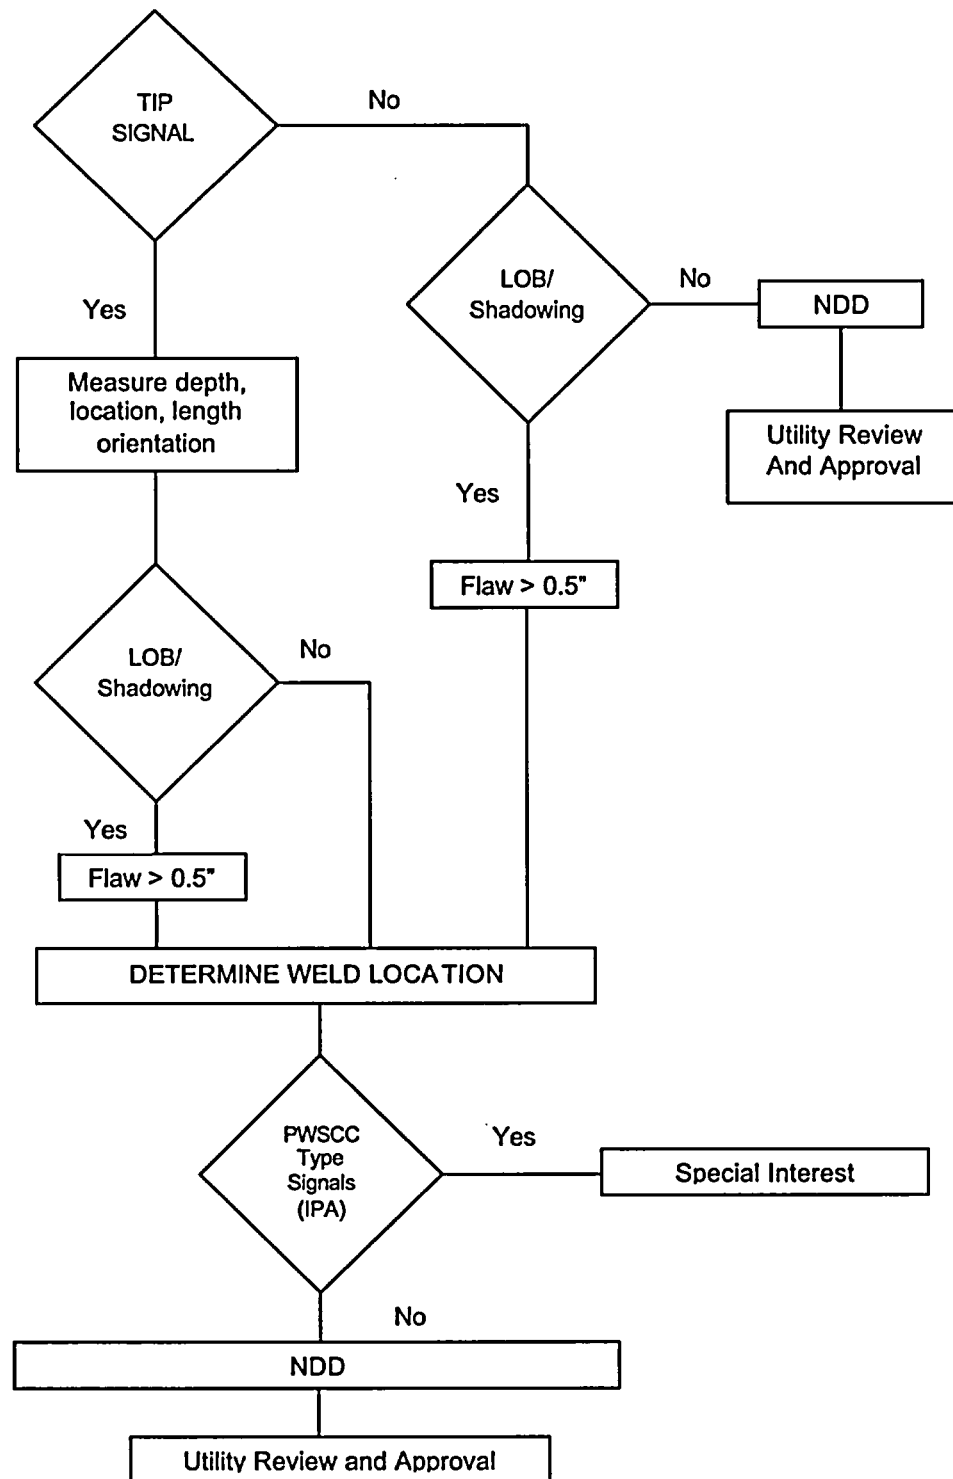 TIP
SIGNAL
No
LOB/
Shadowing
No
NDD
Yes
Measure depth,
location, length
orientation
Utility Review
And Approval
Yes
Flaw > 0.5"
LOB/
Shadowing
No
Yes
Flaw > 0.5"
DETERMINE WELD LOCATION
PWSCC
Type
Signals
(IPA)
Yes
Special Interest
No
NDD
Utility Review and Approval